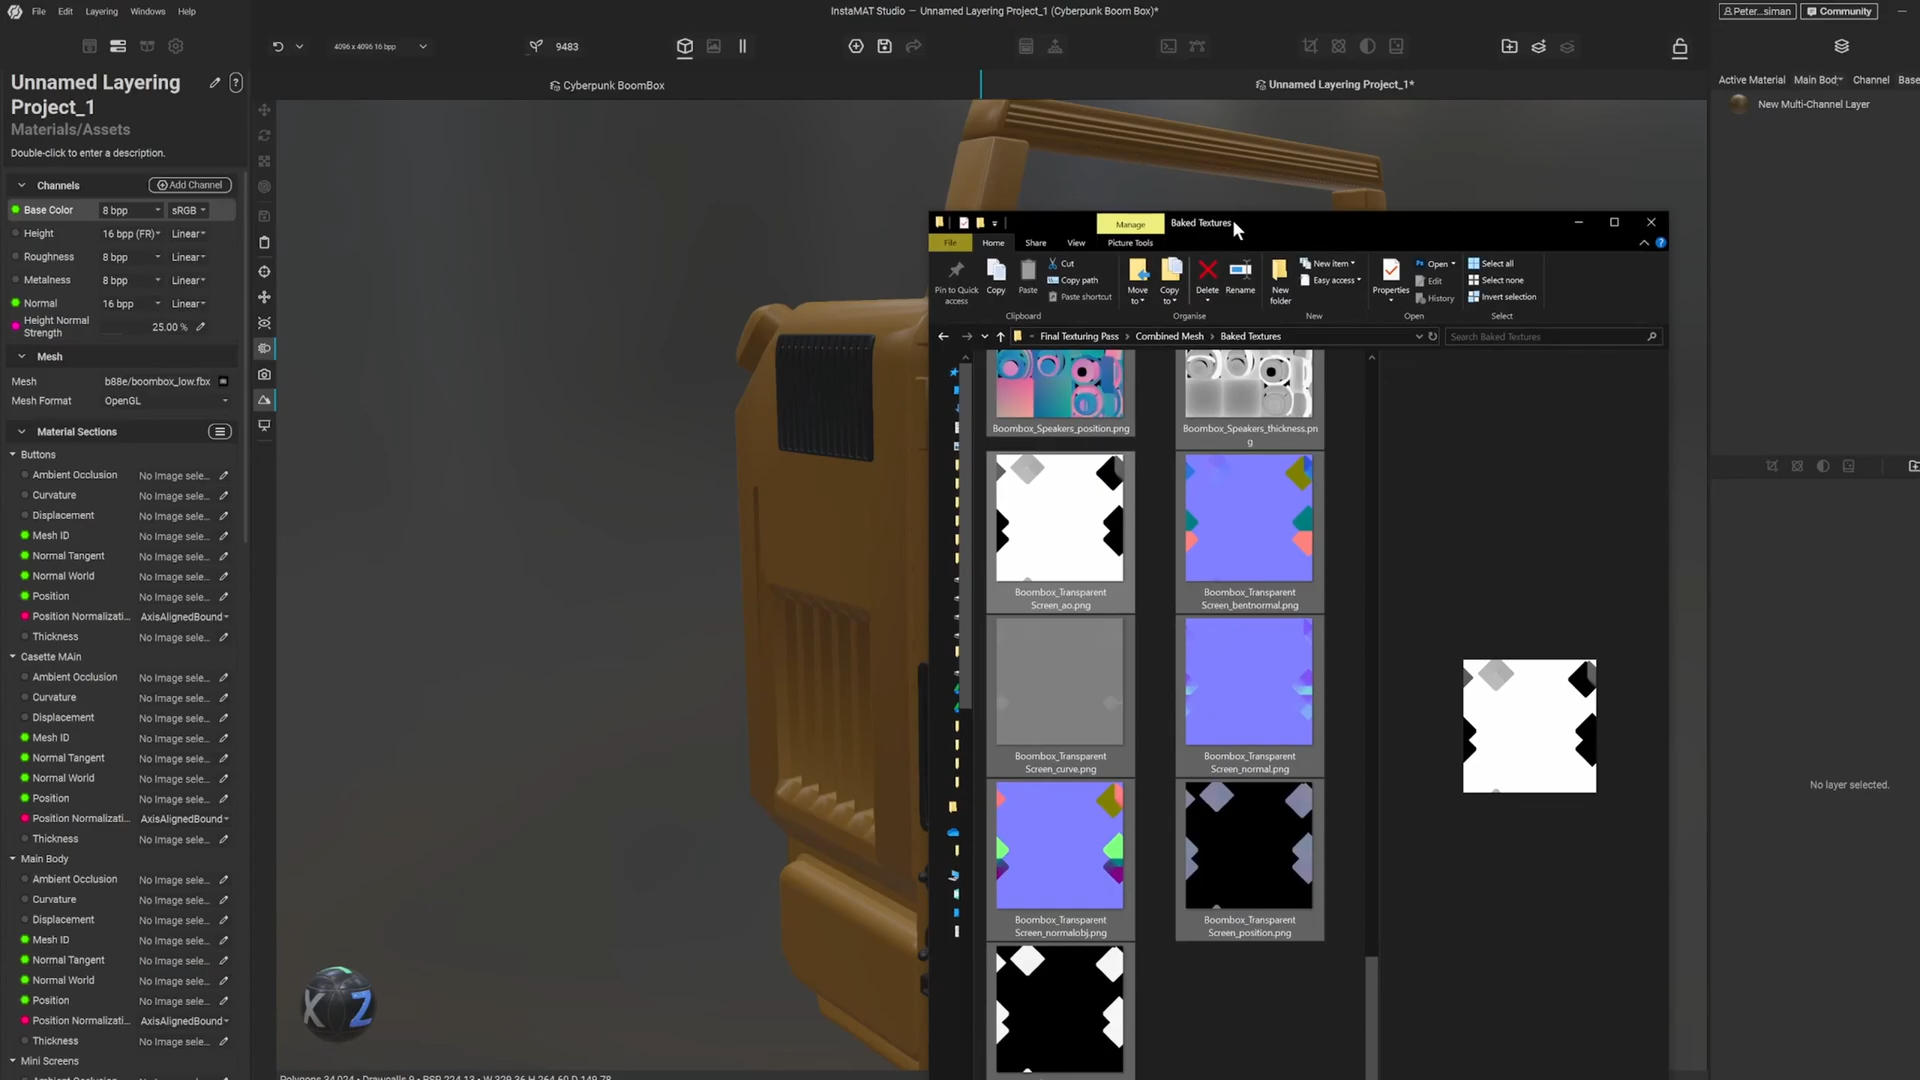 File Edit Layering Windows Help
InstaMAT Studio – Unnamed Layering Project_1 (Cyberpunk Boom Box)*
Peter...siman Community
4096 x 4096 16 bpp
9483
Unnamed Layering
Project_1
Materials/Assets
Double-click to enter a description.
Cyberpunk BoomBox
Unnamed Layering Project_1*
Active Material Main Bod Channel Base
New Multi-Channel Layer
Channels Add Channel
Base Color 8 bpp sRGB
Height 16 bpp (FR) Linear
Roughness 8 bpp Linear
Metalness 8 bpp Linear
Normal 16 bpp Linear
Height Normal
Strength 25.00 %
Mesh
Mesh b88e/boombox_low.fbx
Mesh Format OpenGL
Material Sections
Buttons
Ambient Occlusion No Image sele...
Curvature No Image sele...
Displacement No Image sele...
Mesh ID No Image sele...
Normal Tangent No Image sele...
Normal World No Image sele...
Position No Image sele...
Position Normalizati... AxisAlignedBound
Thickness No Image sele...
Casette MAin
Ambient Occlusion No Image sele...
Curvature No Image sele...
Displacement No Image sele...
Mesh ID No Image sele...
Normal Tangent No Image sele...
Normal World No Image sele...
Position No Image sele...
Position Normalizati... AxisAlignedBound
Thickness No Image sele...
Main Body
Ambient Occlusion No Image sele...
Curvature No Image sele...
Displacement No Image sele...
Mesh ID No Image sele...
Normal Tangent No Image sele...
Normal World No Image sele...
Position No Image sele...
Position Normalizati... AxisAlignedBound
Thickness No Image sele...
Mini Screens
X Z
Manage Baked Textures
File Home Share View Picture Tools
Pin to Quick
access
Copy
Paste
Cut
Copy path
Paste shortcut
Move
to
Copy
to
Delete
Rename
New
folder
New item
Easy access
Properties
Open
Edit
History
Select all
Select none
Invert selection
Clipboard Organise New Open Select
Final Texturing Pass Combined Mesh Baked Textures
Search Baked Textures
Boombox_Speakers_position.png
Boombox_Speakers_thickness.pn
g
Boombox_Transparent
Screen_ao.png
Boombox_Transparent
Screen_bentnormal.png
Boombox_Transparent
Screen_curve.png
Boombox_Transparent
Screen_normal.png
Boombox_Transparent
Screen_normalobj.png
Boombox_Transparent
Screen_position.png
No layer selected.